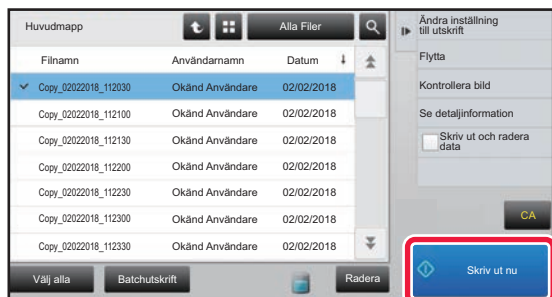 Huvudmapp
Alla Filer
Filnamn Användarnamn Datum
Copy_02022018_112030 Okänd Användare 02/02/2018
Copy_02022018_112100 Okänd Användare 02/02/2018
Copy_02022018_112130 Okänd Användare 02/02/2018
Copy_02022018_112200 Okänd Användare 02/02/2018
Copy_02022018_112230 Okänd Användare 02/02/2018
Copy_02022018_112300 Okänd Användare 02/02/2018
Copy_02022018_112330 Okänd Användare 02/02/2018
Välj alla
Batchutskrift
Radera
Ändra inställning
till utskrift
Flytta
Kontrollera bild
Se detaljinformation
Skriv ut och radera
data
CA
Skriv ut nu